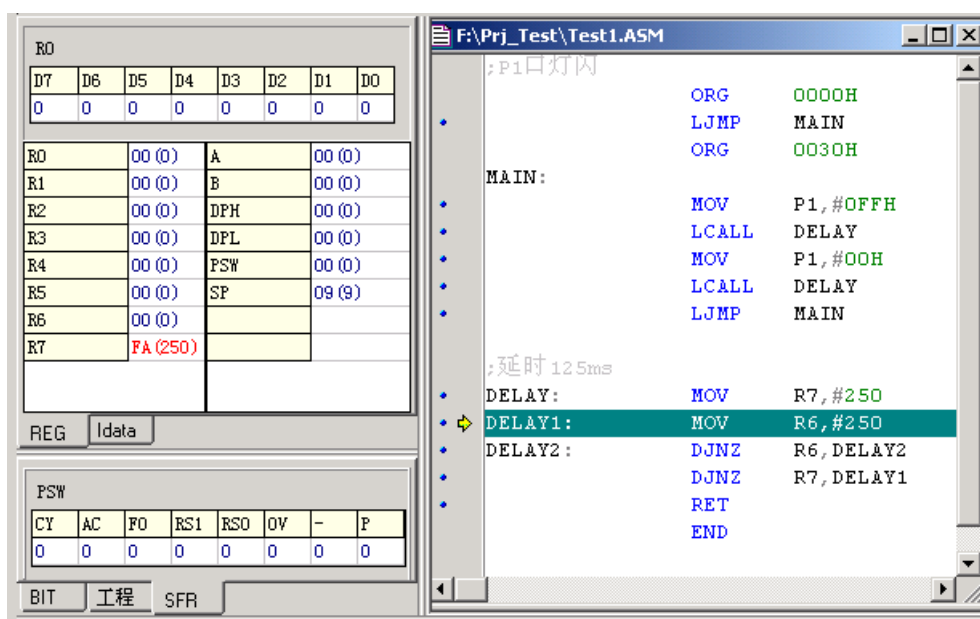 R0
D7 D6 D5 D4 D3 D2 D1 D0
0 0 0 0 0 0 0 0
R0 00(0) A 00(0)
R1 00(0) B 00(0)
R2 00(0) DPH 00(0)
R3 00(0) DPL 00(0)
R4 00(0) PSW 00(0)
R5 00(0) SP 09(9)
R6 00(0)
R7 FA(250)
REG Idata
PSW
CY AC F0 RS1 RS0 OV - P
0 0 0 0 0 0 0 0
BIT 工程 SFR
F:\Prj_Test\Test1.ASM
;P1口灯闪
ORG 0000H
LJMP MAIN
ORG 0030H
MAIN:
MOV P1,#0FFH
LCALL DELAY
MOV P1,#00H
LCALL DELAY
LJMP MAIN
;延时125ms
DELAY: MOV R7,#250
DELAY1: MOV R6,#250
DELAY2: DJNZ R6,DELAY2
DJNZ R7,DELAY1
RET
END